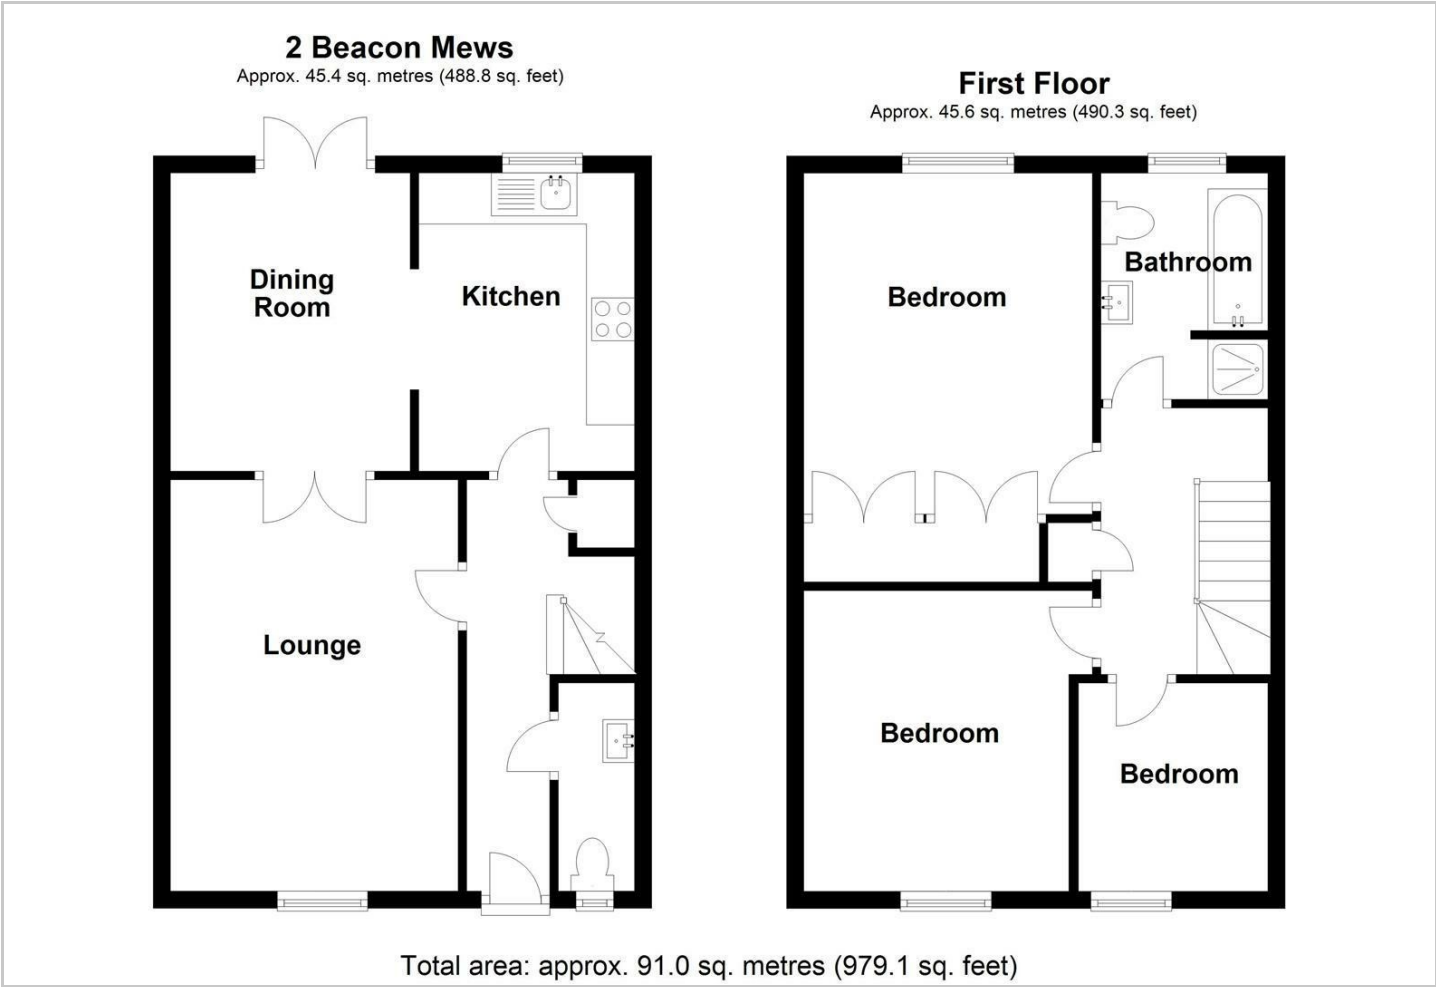 2 Beacon Mews
Approx. 45.4 sq. metres (488.8 sq. feet)
Dining
Room
Kitchen
Lounge
First Floor
Approx. 45.6 sq. metres (490.3 sq. feet)
Bedroom
Bathroom
Bedroom
Bedroom
Total area: approx. 91.0 sq. metres (979.1 sq. feet)